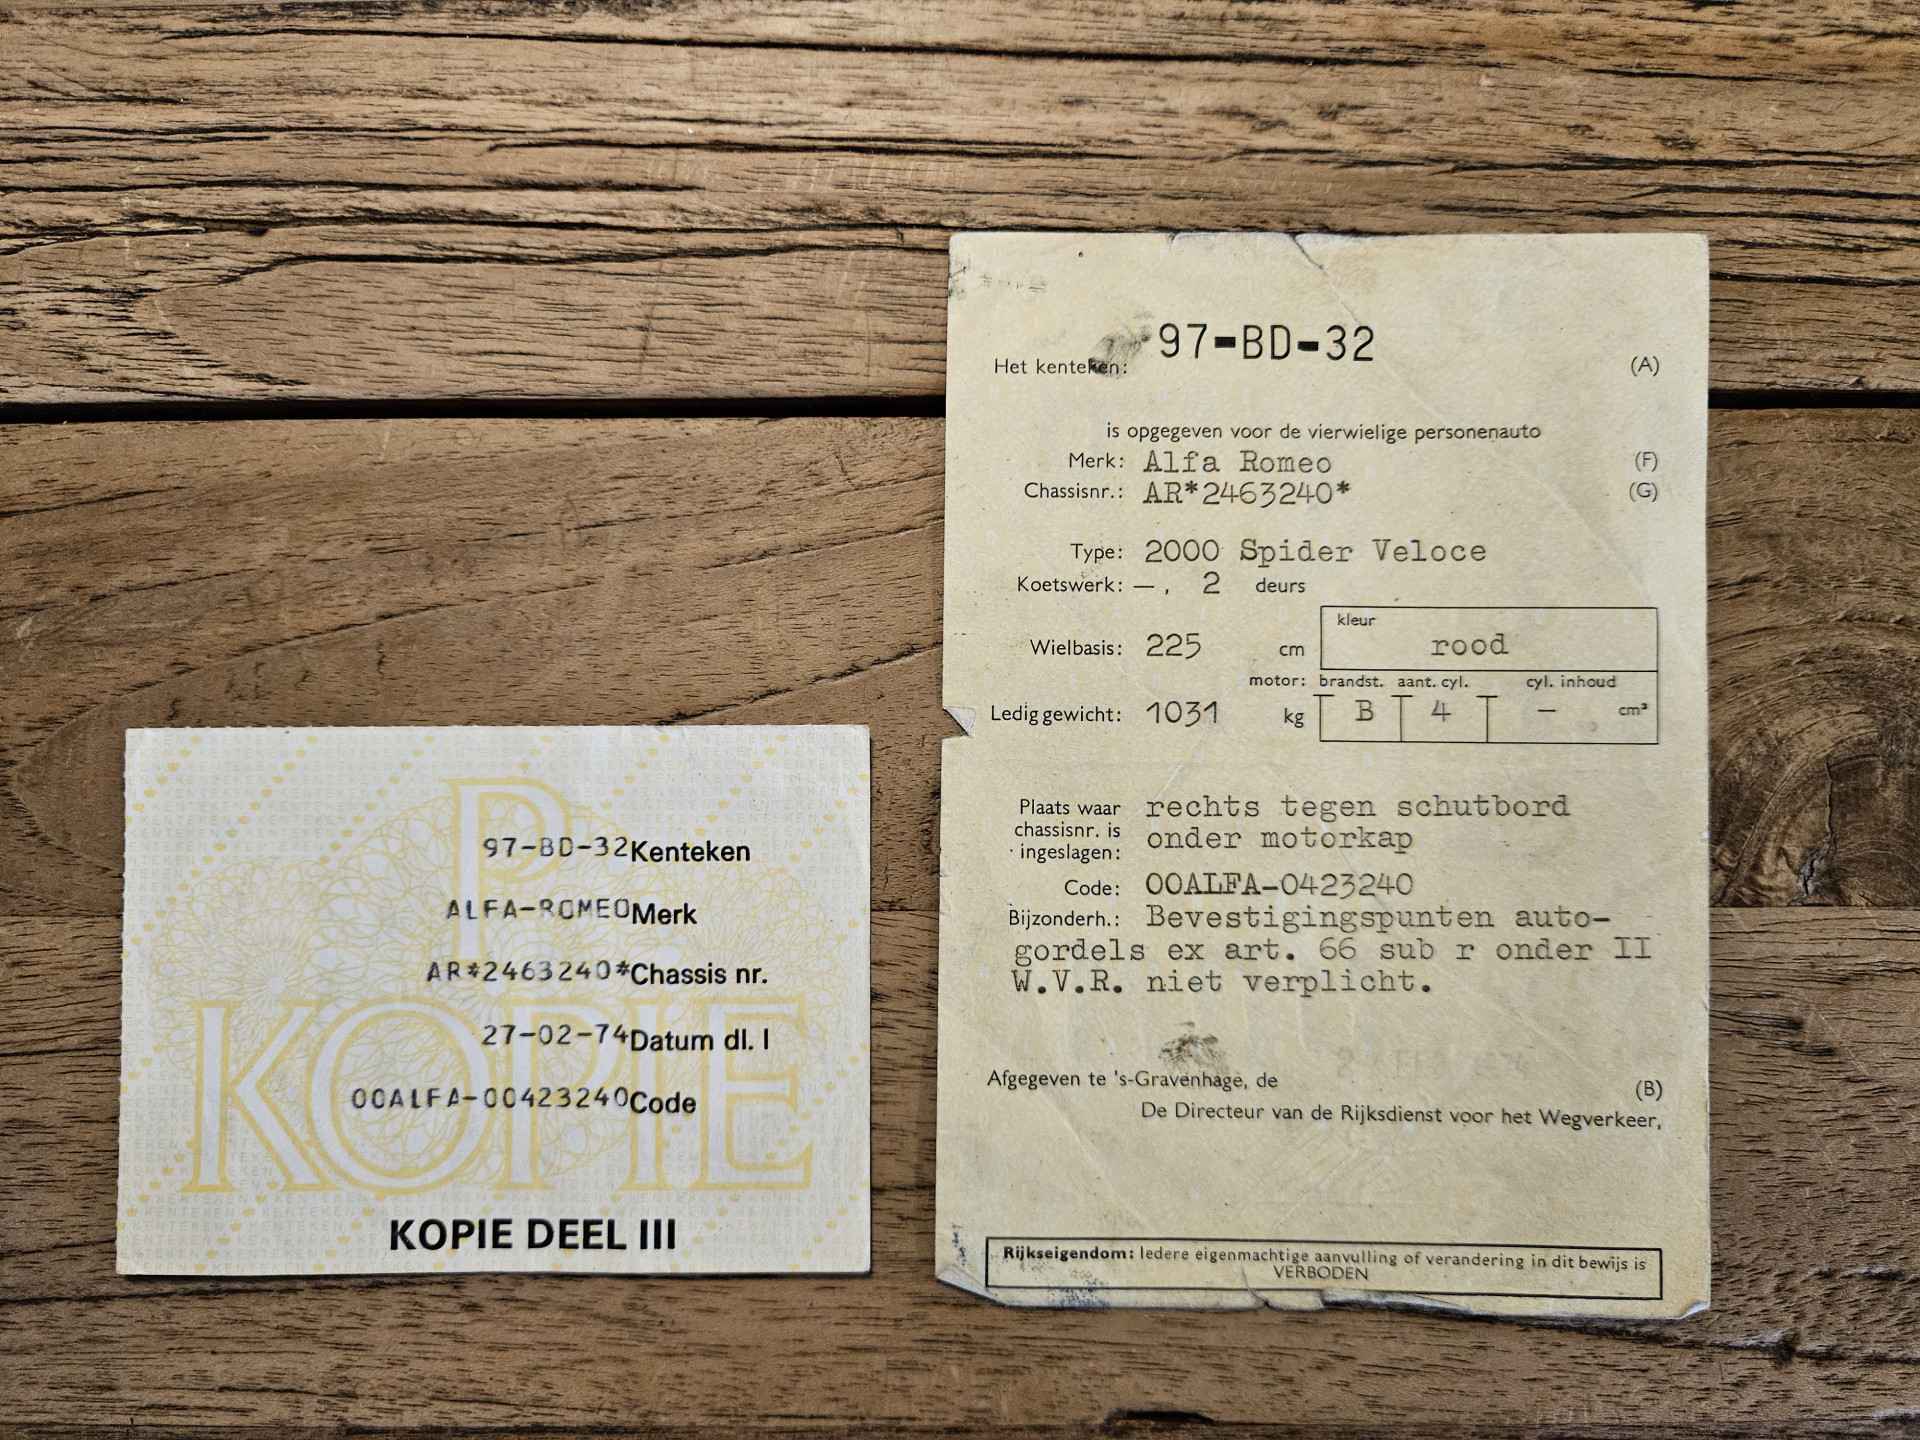 97-BD-32Kenteken
ALFA-ROMEOMerk
AR*2463240*Chassis nr.
27-02-74Datum dl. I
00ALFA-00423240Code
P
KOPIE
KOPIE DEEL III
Het kenteken: 97-BD-32 (A)
is opgegeven voor de vierwielige personenauto
Merk: Alfa Romeo (F)
Chassisnr.: AR*2463240* (G)
Type: 2000 Spider Veloce
Koetswerk: —, 2 deurs
kleur
Wielbasis: 225 cm rood
motor: brandst. aant. cyl. cyl. inhoud
Ledig gewicht: 1031 kg B 4 — cm³
Plaats waar rechts tegen schutbord
chassisnr. is onder motorkap
ingeslagen:
Code: 00ALFA-0423240
Bijzonderh.: Bevestigingspunten auto-
gordels ex art. 66 sub r onder II
W.V.R. niet verplicht.
Afgegeven te 's-Gravenhage, de (B)
De Directeur van de Rijksdienst voor het Wegverkeer,
Rijkseigendom: Iedere eigenmachtige aanvulling of verandering in dit bewijs is
VERBODEN